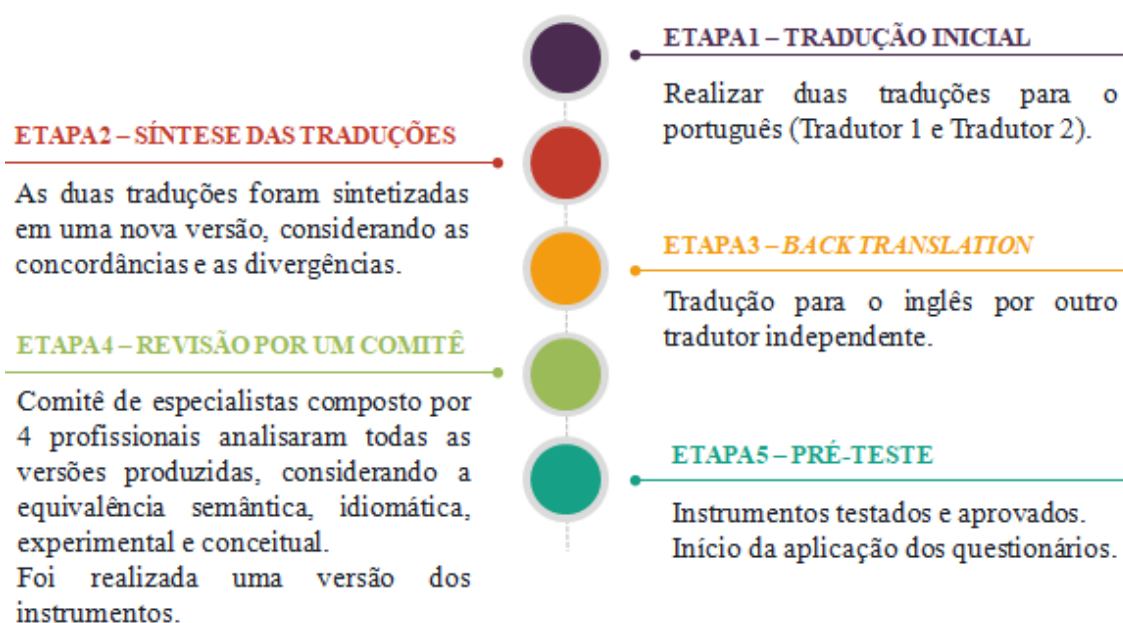 ETAPA1 – TRADUÇÃO INICIAL
Realizar duas traduções para o
português (Tradutor 1 e Tradutor 2).
ETAPA2 – SÍNTESE DAS TRADUÇÕES
As duas traduções foram sintetizadas
em uma nova versão, considerando as
concordâncias e as divergências.
ETAPA3 – BACK TRANSLATION
Tradução para o inglês por outro
tradutor independente.
ETAPA4 – REVISÃO POR UM COMITÊ
Comitê de especialistas composto por
4 profissionais analisaram todas as
versões produzidas, considerando a
equivalência semântica, idiomática,
experimental e conceitual.
Foi realizada uma versão dos
instrumentos.
ETAPA5 – PRÉ-TESTE
Instrumentos testados e aprovados.
Início da aplicação dos questionários.